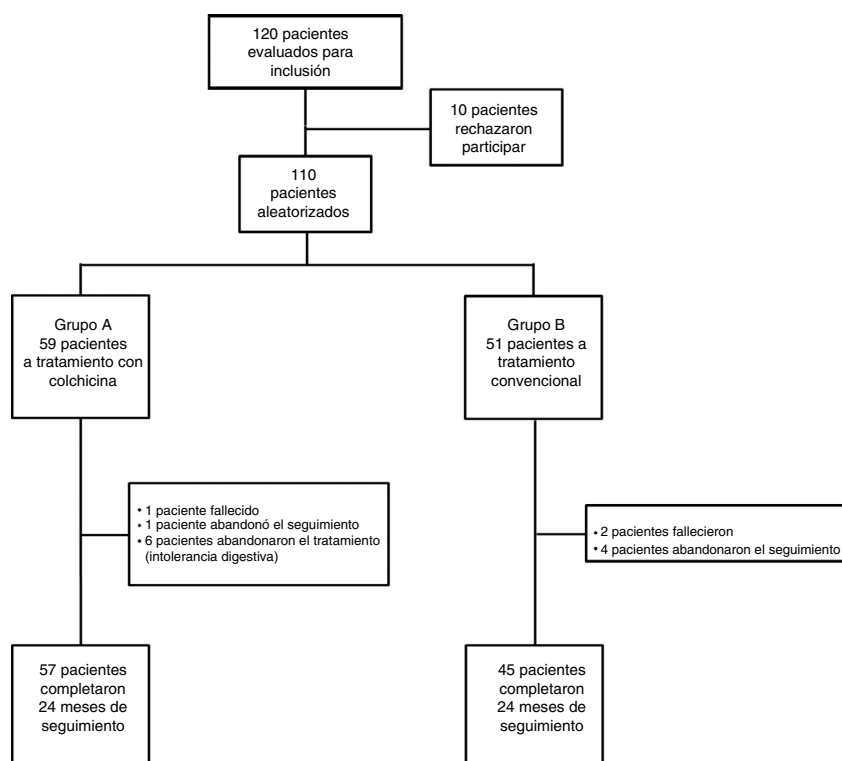 120 pacientes
evaluados para
inclusión
10 pacientes
rechazaron
participar
110
pacientes
aleatorizados
Grupo A
59 pacientes
a tratamiento con
colchicina
Grupo B
51 pacientes a
tratamiento
convencional
• 1 paciente fallecido
• 1 paciente abandonó el seguimiento
• 6 pacientes abandonaron el tratamiento
(intolerancia digestiva)
• 2 pacientes fallecieron
• 4 pacientes abandonaron el seguimiento
57 pacientes
completaron
24 meses de
seguimiento
45 pacientes
completaron
24 meses de
seguimiento